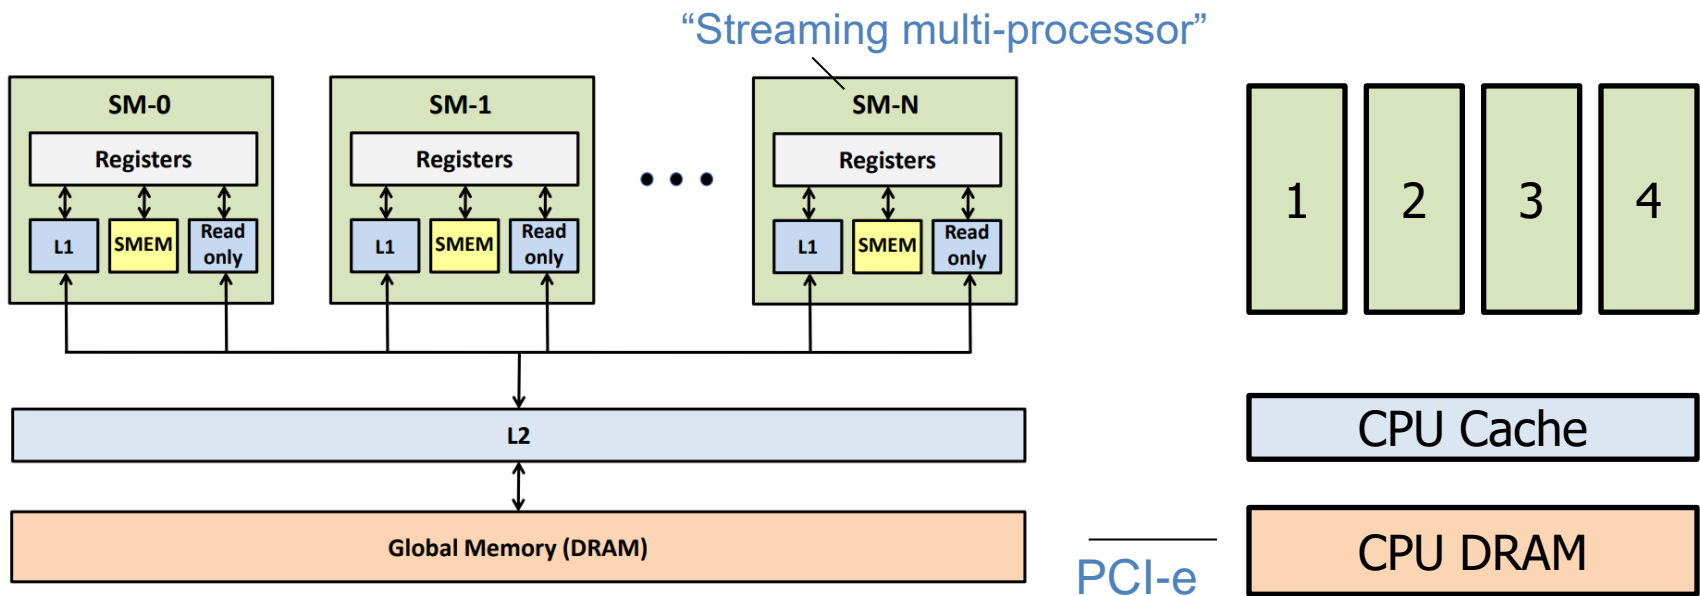 “Streaming multi-processor”
SM-0
Registers
L1
SMEM
Read
only
SM-1
Registers
L1
SMEM
Read
only
SM-N
Registers
L1
SMEM
Read
only
1
2
3
4
L2
CPU Cache
Global Memory (DRAM)
PCI-e
CPU DRAM